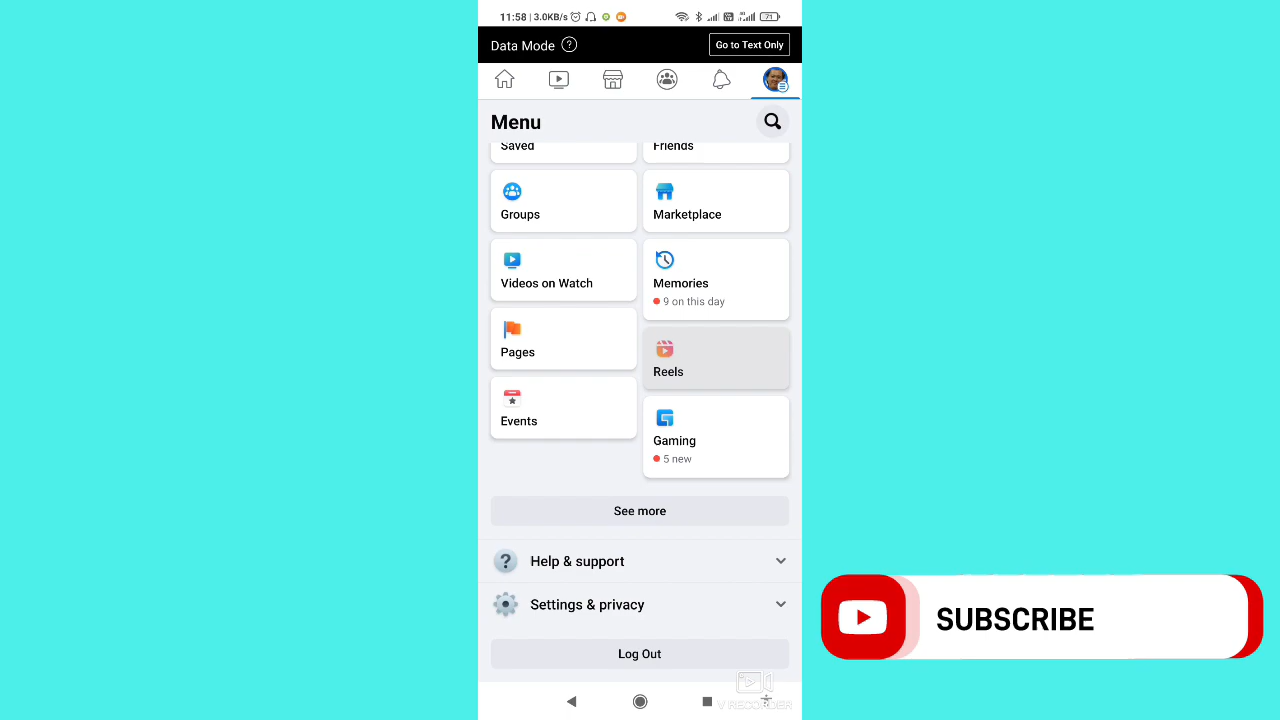 11:58 | 3.0KB/s
71
Data Mode ?
Go to Text Only
Menu
Saved
Friends
Groups
Marketplace
Videos on Watch
Memories
9 on this day
Pages
Reels
Events
Gaming
5 new
See more
? Help & support
Settings & privacy
SUBSCRIBE
Log Out
V RECORDER